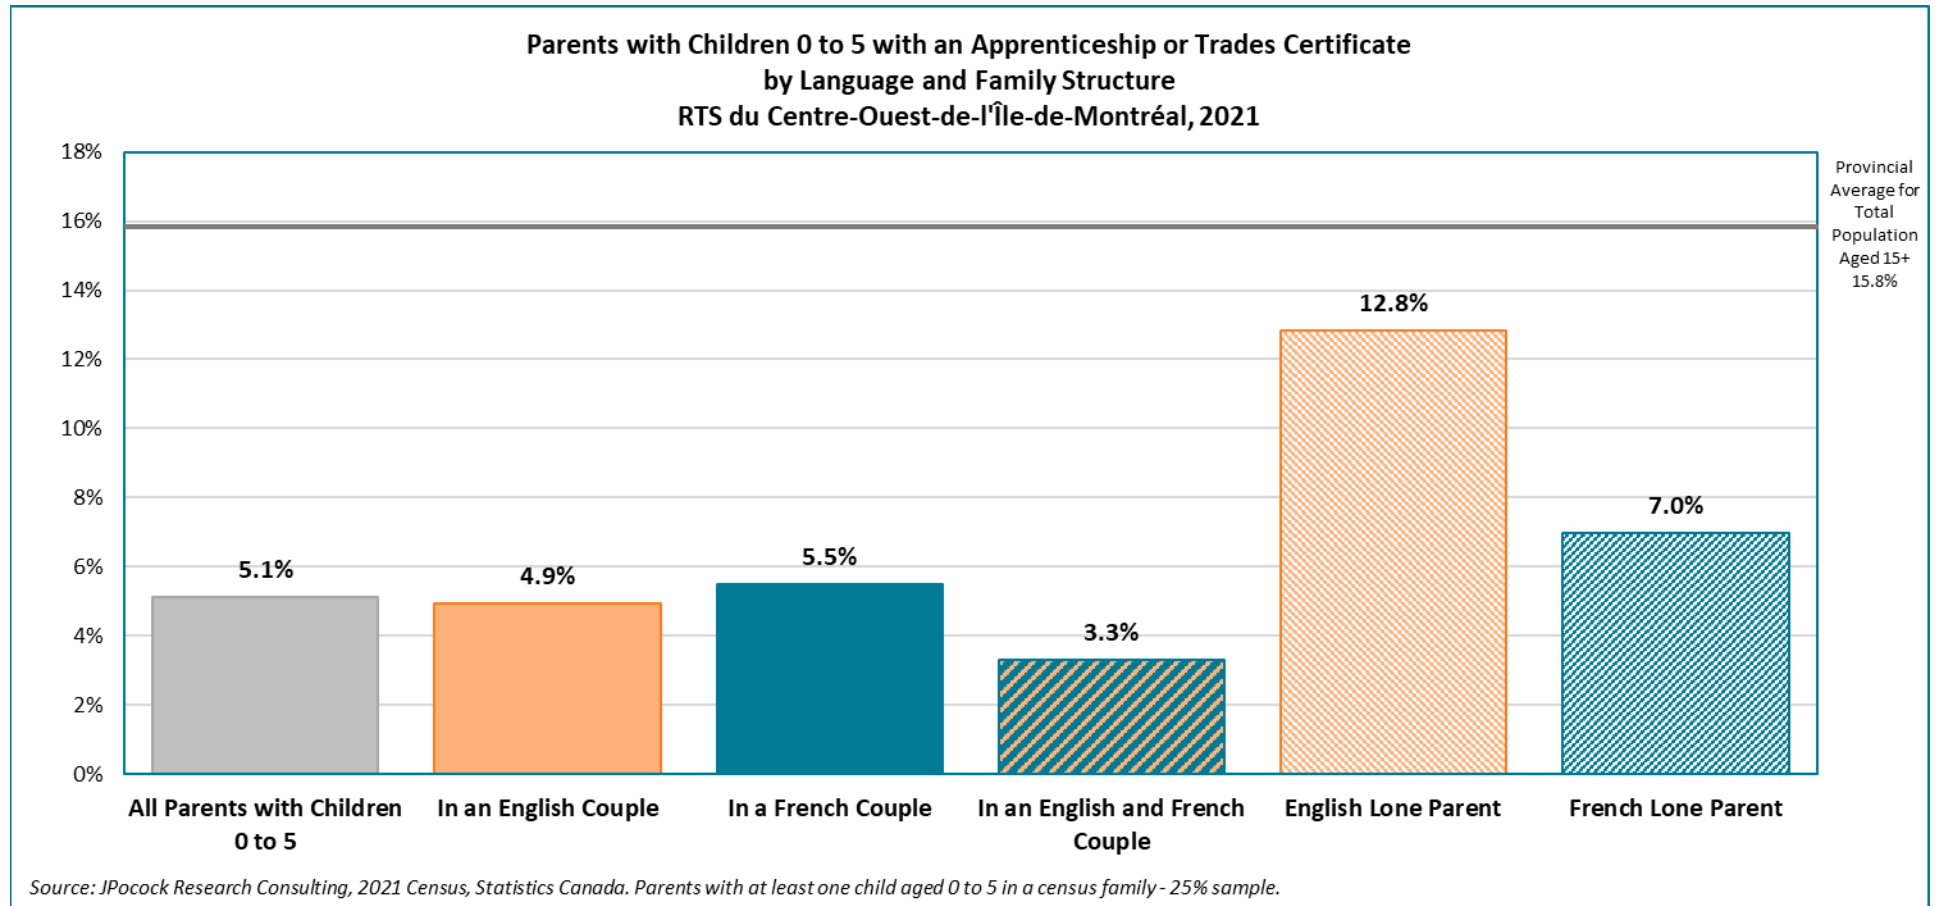 Parents with Children 0 to 5 with an Apprenticeship or Trades Certificate
by Language and Family Structure
RTS du Centre-Ouest-de-l'Île-de-Montréal, 2021
18%
16%
14%
12%
10%
8%
6%
4%
2%
0%
Provincial
Average for
Total
Population
Aged 15+
15.8%
5.1%
4.9%
5.5%
3.3%
12.8%
7.0%
All Parents with Children
0 to 5
In an English Couple
In a French Couple
In an English and French
Couple
English Lone Parent
French Lone Parent
Source: JPocock Research Consulting, 2021 Census, Statistics Canada. Parents with at least one child aged 0 to 5 in a census family - 25% sample.